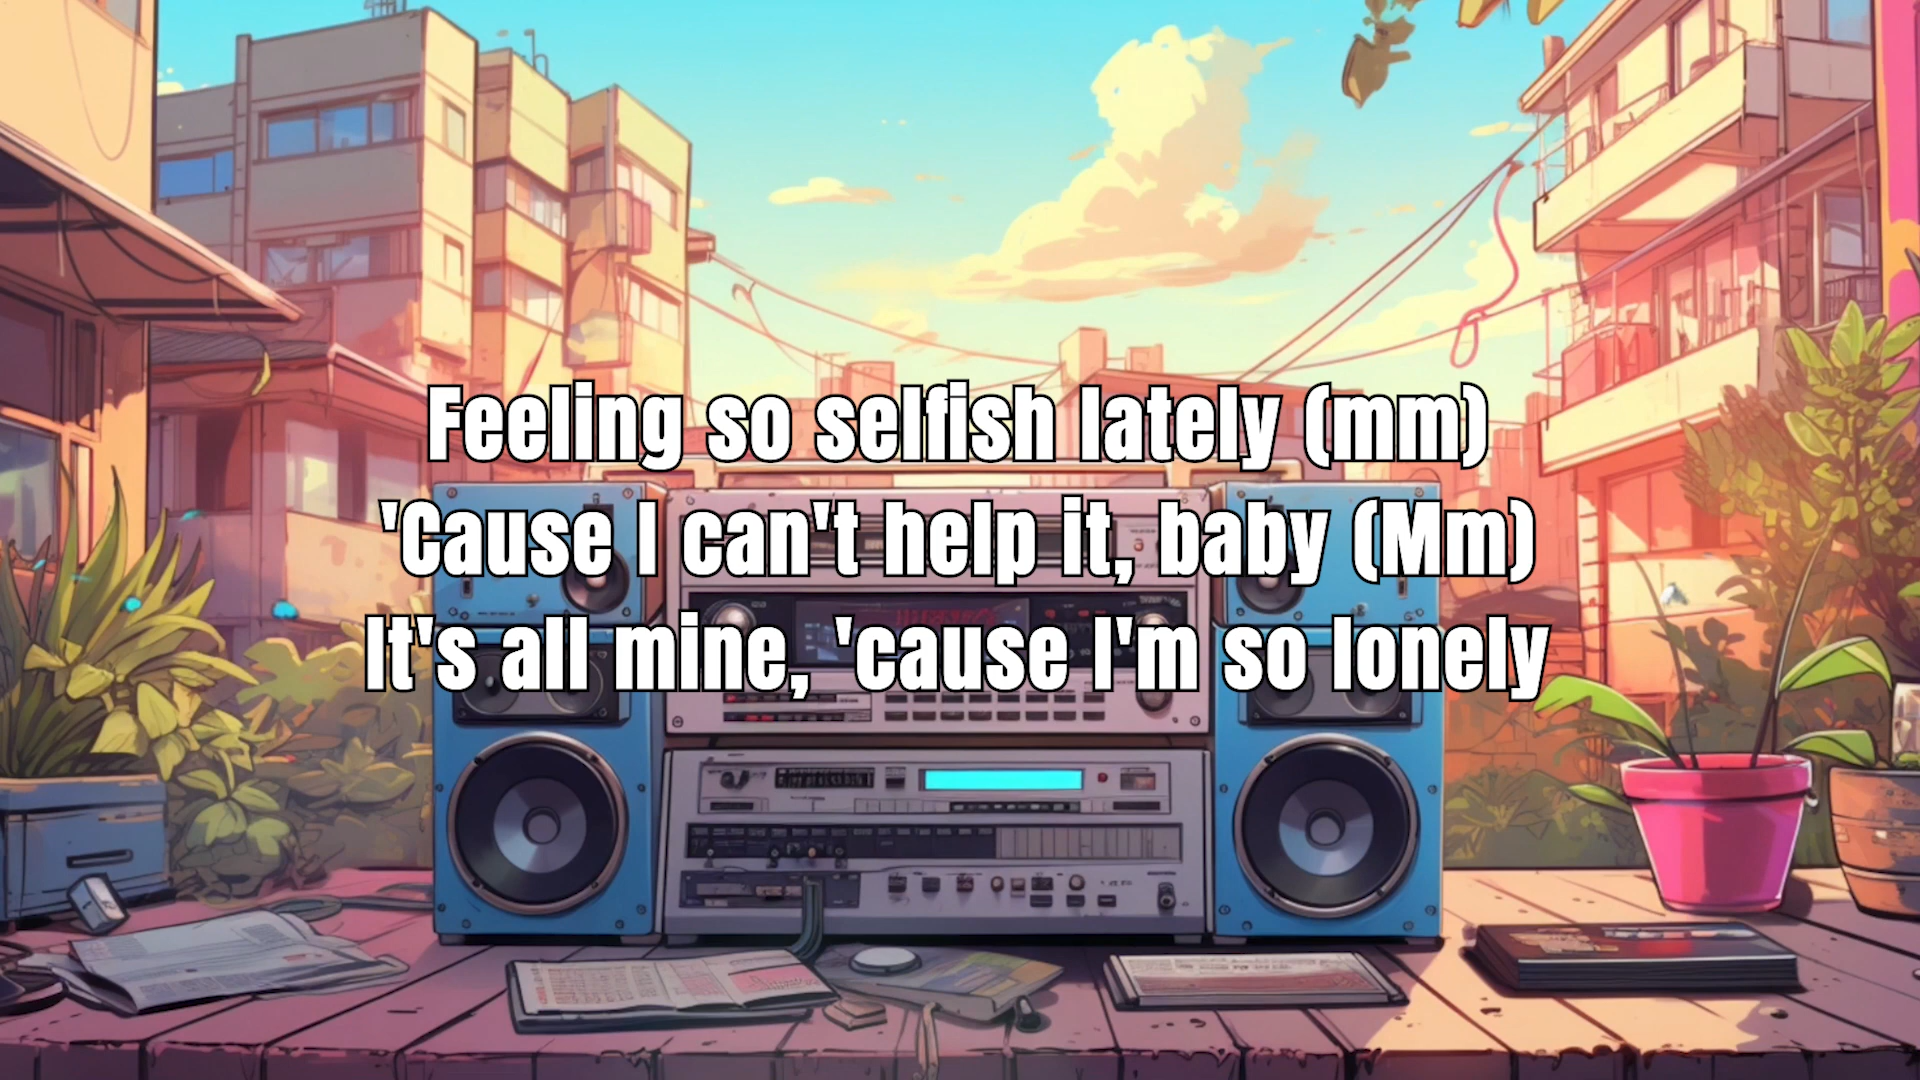 Feeling so selfish lately (mm)
'Cause I can't help it, baby (Mm)
It's all mine, 'cause I'm so lonely